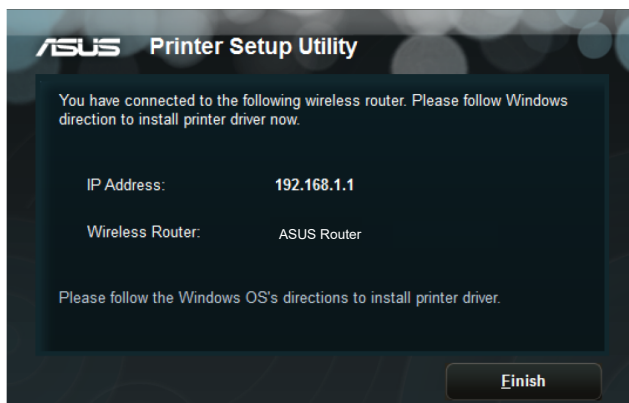 ASUS Printer Setup Utility
You have connected to the following wireless router. Please follow Windows
direction to install printer driver now.
IP Address: 192.168.1.1
Wireless Router: ASUS Router
Please follow the Windows OS's directions to install printer driver.
Finish